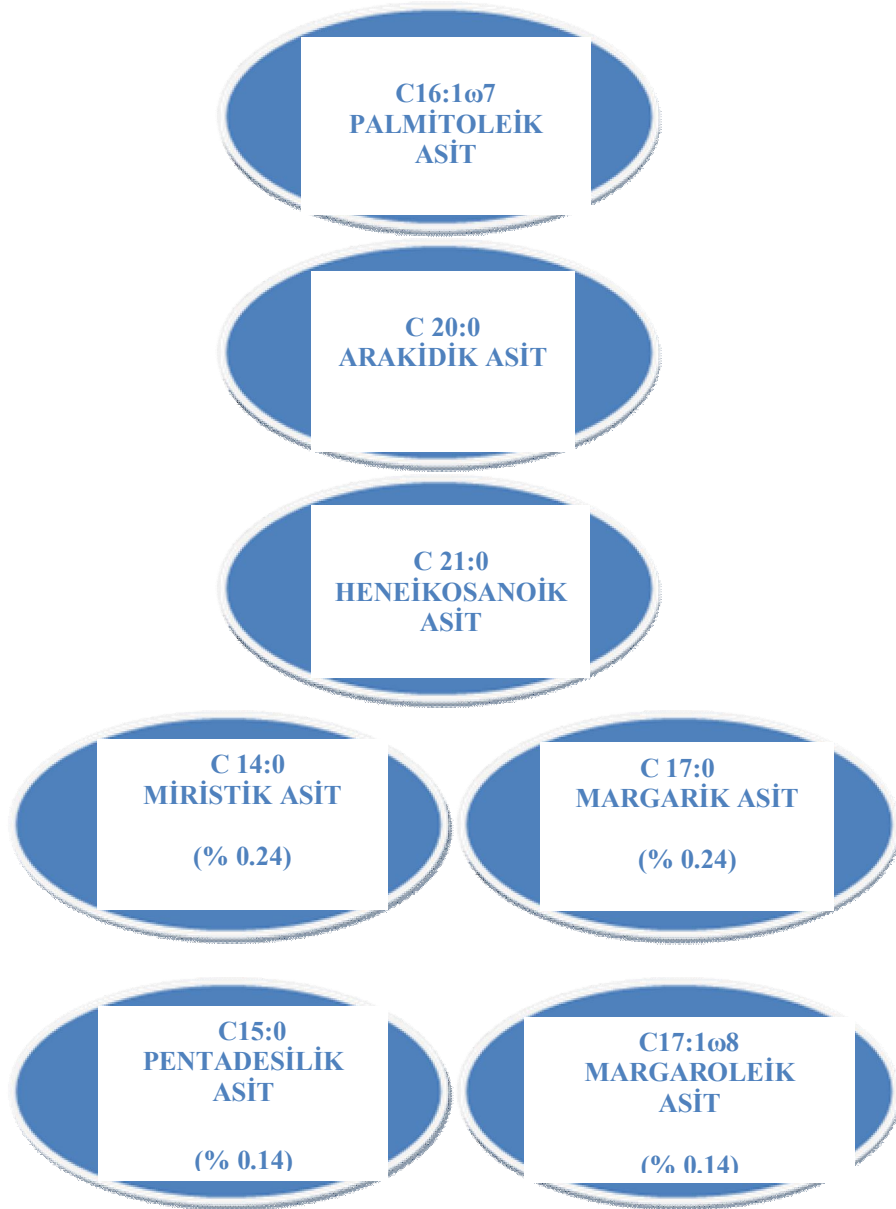 C16:1ω7
PALMİTOLEİK
ASİT
C 20:0
ARAKİDİK ASİT
C 21:0
HENEİKOSANOİK
ASİT
C 14:0
MİRİSTİK ASİT
(% 0.24)
C 17:0
MARGARİK ASİT
(% 0.24)
C15:0
PENTADESİLİK
ASİT
(% 0.14)
C17:1ω8
MARGAROLEİK
ASİT
(% 0.14)